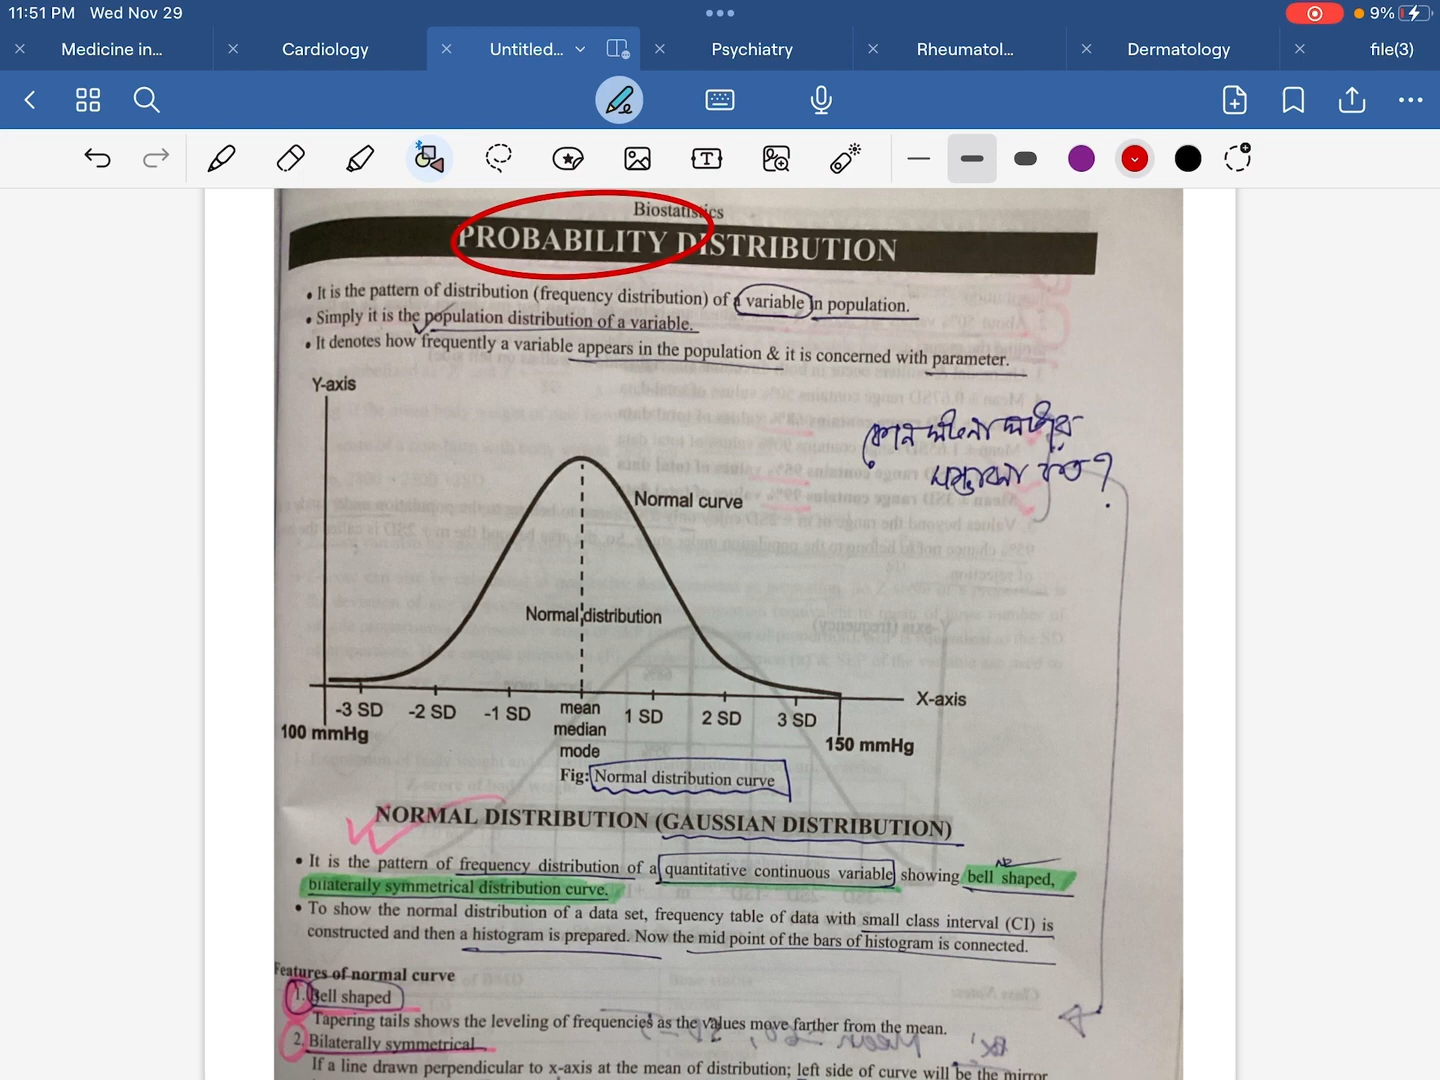 11:51 PM Wed Nov 29
9%
Medicine in...
Cardiology
Untitled...
Psychiatry
Rheumatol...
Dermatology
file(3)
Biostatistics
PROBABILITY DISTRIBUTION
• It is the pattern of distribution (frequency distribution) of a variable in population.
• Simply it is the population distribution of a variable.
• It denotes how frequently a variable appears in the population & it is concerned with parameter.
Y-axis
কোন ঘটনা ঘটার
সম্ভাবনা কত?
Normal curve
Normal distribution
X-axis
-3 SD -2 SD -1 SD mean 1 SD 2 SD 3 SD
median
mode
100 mmHg
150 mmHg
Fig: Normal distribution curve
NORMAL DISTRIBUTION (GAUSSIAN DISTRIBUTION)
• It is the pattern of frequency distribution of a quantitative continuous variable showing bell shaped,
bilaterally symmetrical distribution curve.
• To show the normal distribution of a data set, frequency table of data with small class interval (CI) is
constructed and then a histogram is prepared. Now the mid point of the bars of histogram is connected.
Features of normal curve
1. Bell shaped
Tapering tails shows the leveling of frequencies as the values move farther from the mean.
2. Bilaterally symmetrical
If a line drawn perpendicular to x-axis at the mean of distribution; left side of curve will be the mirror